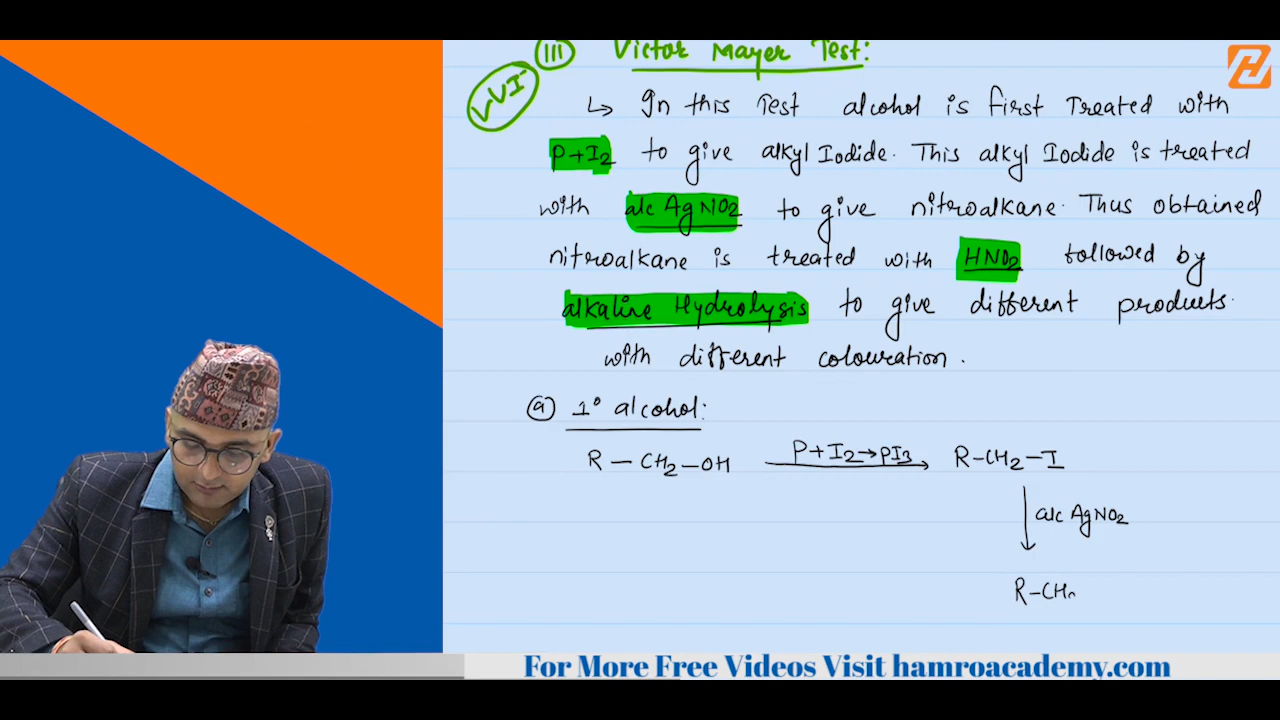 (III) Victor Mayer Test:
VVI
↳ In this Test alcohol is first Treated with
P+I2 to give alkyl Iodide. This alkyl Iodide is treated
with alc AgNO2 to give nitroalkane. Thus obtained
nitroalkane is treated with HNO2 followed by
alkaline Hydrolysis to give different products.
with different colouration.
(a) 1° alcohol:
R—CH2—OH P+I2→PI3 R-CH2-I
alc AgNO2
R-CH2
For More Free Videos Visit hamroacademy.com